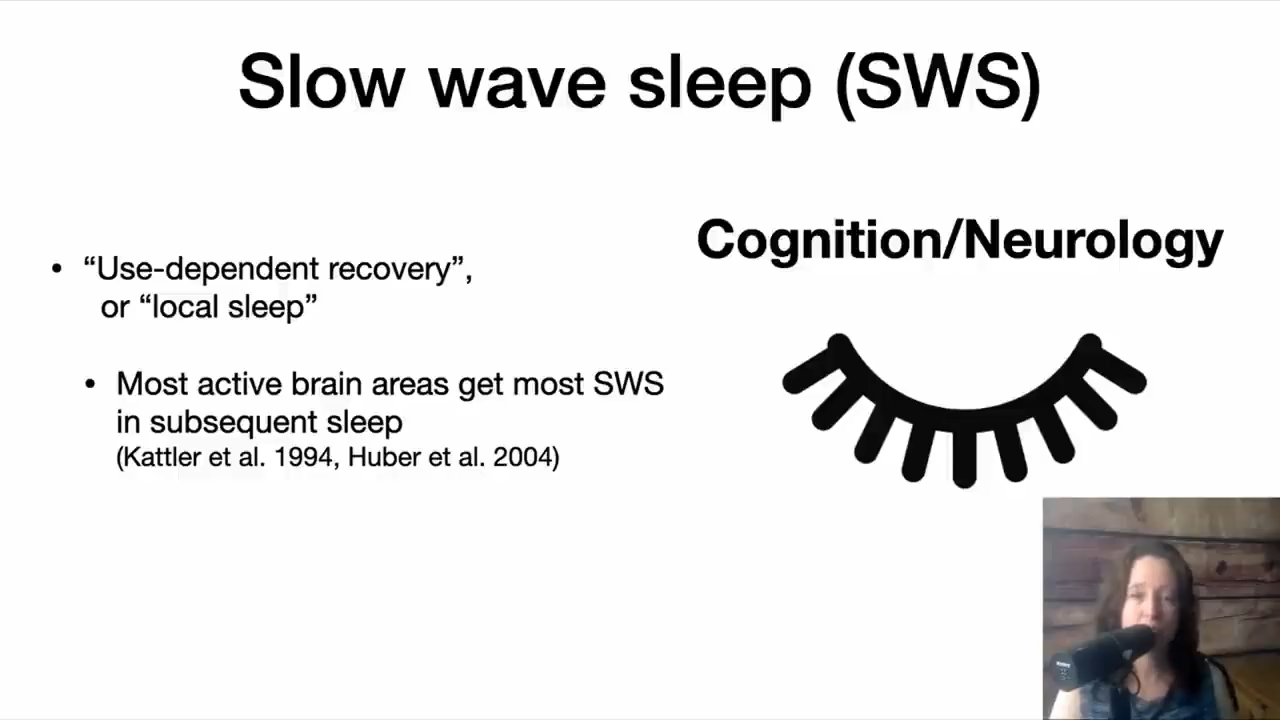 Slow wave sleep (SWS)
Cognition/Neurology
• “Use-dependent recovery”,
or “local sleep”
• Most active brain areas get most SWS
in subsequent sleep
(Kattler et al. 1994, Huber et al. 2004)